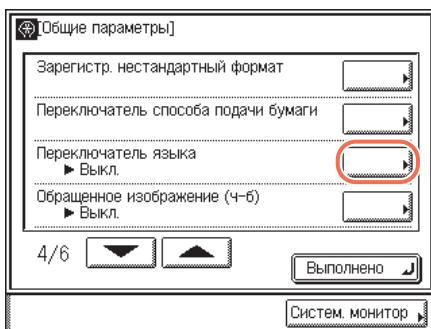 [Общие параметры]
Зарегистр. нестандартный формат
Переключатель способа подачи бумаги
Переключатель языка
► Выкл.
Обращенное изображение (ч-б)
► Выкл.
4/6
Выполнено
Систем. монитор